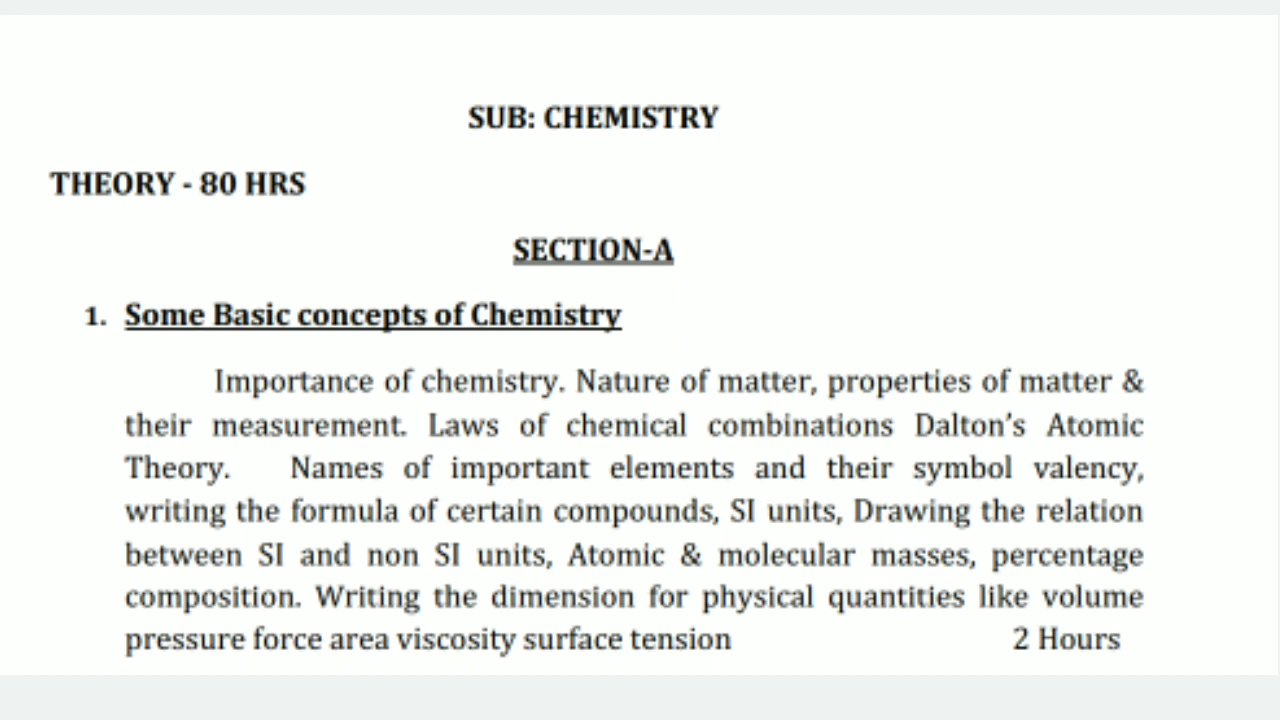 SUB: CHEMISTRY
THEORY - 80 HRS
SECTION-A
1. Some Basic concepts of Chemistry
Importance of chemistry. Nature of matter, properties of matter &
their measurement. Laws of chemical combinations Dalton’s Atomic
Theory. Names of important elements and their symbol valency,
writing the formula of certain compounds, SI units, Drawing the relation
between SI and non SI units, Atomic & molecular masses, percentage
composition. Writing the dimension for physical quantities like volume
pressure force area viscosity surface tension 2 Hours